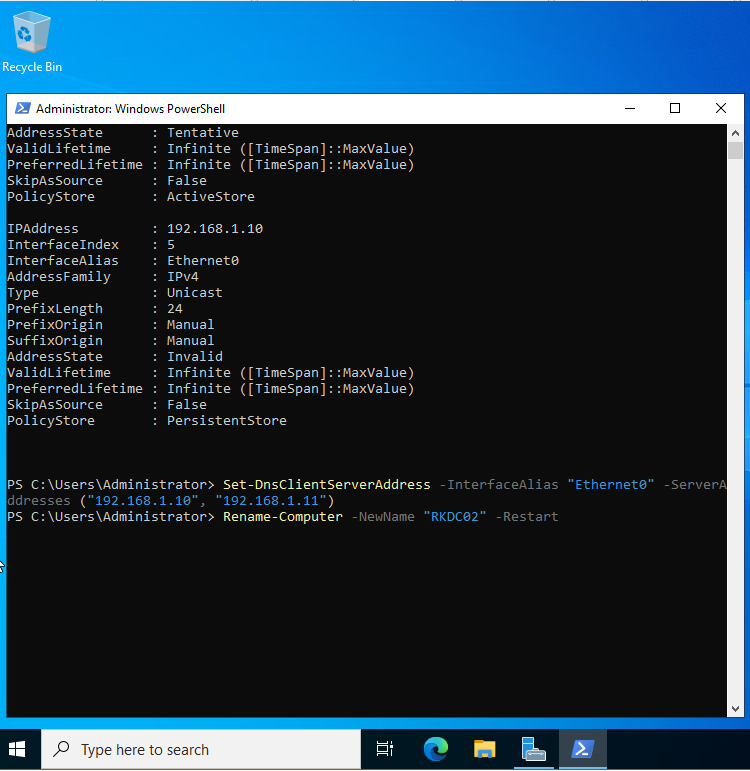 Recycle Bin
Administrator: Windows PowerShell
AddressState      : Tentative
ValidLifetime     : Infinite ([TimeSpan]::MaxValue)
PreferredLifetime : Infinite ([TimeSpan]::MaxValue)
SkipAsSource      : False
PolicyStore       : ActiveStore
IPAddress         : 192.168.1.10
InterfaceIndex    : 5
InterfaceAlias    : Ethernet0
AddressFamily     : IPv4
Type              : Unicast
PrefixLength      : 24
PrefixOrigin      : Manual
SuffixOrigin      : Manual
AddressState      : Invalid
ValidLifetime     : Infinite ([TimeSpan]::MaxValue)
PreferredLifetime : Infinite ([TimeSpan]::MaxValue)
SkipAsSource      : False
PolicyStore       : PersistentStore
PS C:\Users\Administrator> Set-DnsClientServerAddress -InterfaceAlias "Ethernet0" -ServerA
ddresses ("192.168.1.10", "192.168.1.11")
PS C:\Users\Administrator> Rename-Computer -NewName "RKDC02" -Restart
Type here to search